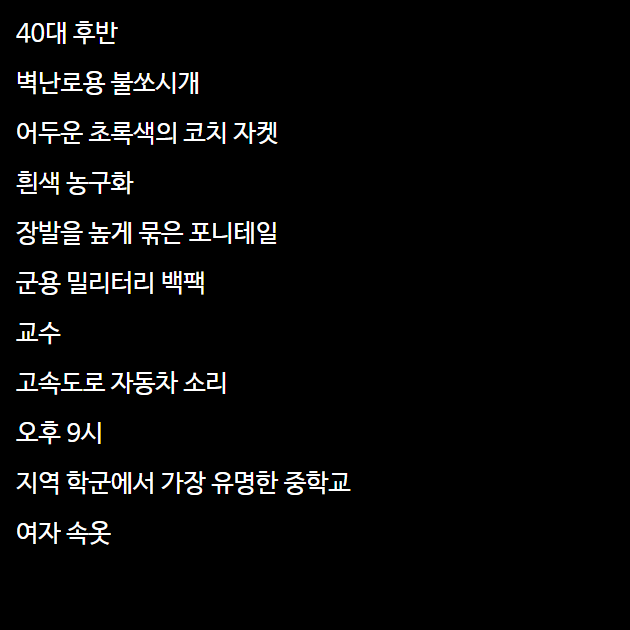 40대 후반
벽난로용 불쏘시개
어두운 초록색의 코치 자켓
흰색 농구화
장발을 높게 묶은 포니테일
군용 밀리터리 백팩
교수
고속도로 자동차 소리
오후 9시
지역 학군에서 가장 유명한 중학교
여자 속옷